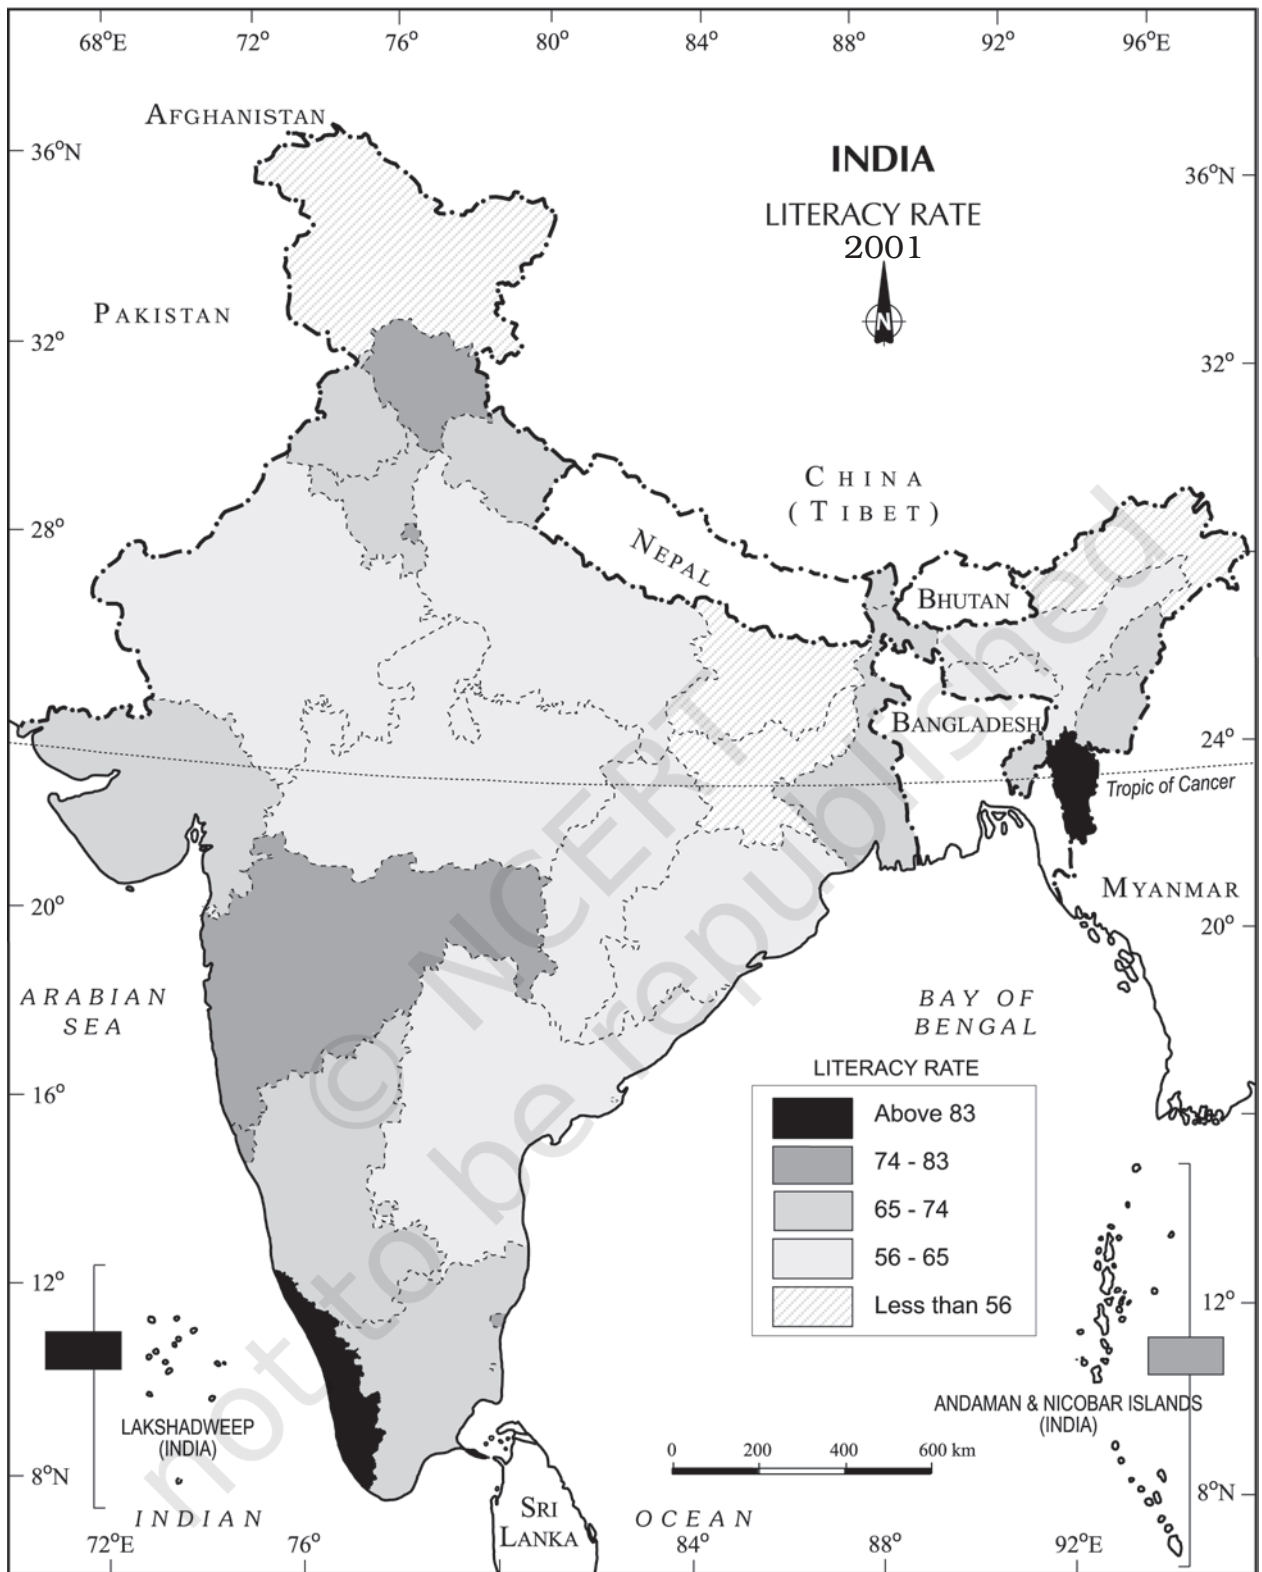 68°E 72° 76° 80° 84° 88° 92° 96°E
AFGHANISTAN
36°N
INDIA
36°N
LITERACY RATE
2001
N
PAKISTAN
32°
32°
CHINA
(TIBET)
28°
NEPAL
BHUTAN
BANGLADESH
24°
Tropic of Cancer
MYANMAR
20°
20°
ARABIAN
SEA
BAY OF
BENGAL
LITERACY RATE
Above 83
74 - 83
65 - 74
56 - 65
Less than 56
16°
12°
12°
LAKSHADWEEP
(INDIA)
ANDAMAN & NICOBAR ISLANDS
(INDIA)
0 200 400 600 km
8°N
8°N
SRI
LANKA
INDIAN OCEAN
72°E 76° 84° 88° 92°E
© NCERT
not to be republished